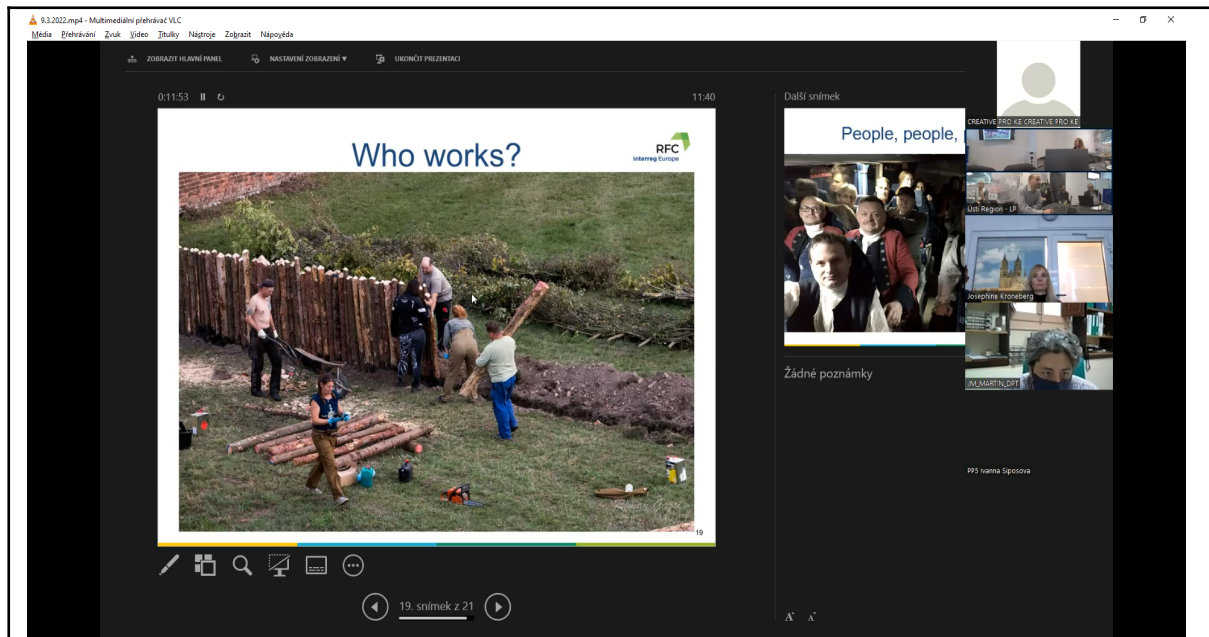 9.3.2022.mp4 - Multimediální přehrávač VLC
Média Přehrávání Zvuk Video Titulky Nástroje Zobrazit Nápověda
ZOBRAZIT HLAVNÍ PANEL NASTAVENÍ ZOBRAZENÍ ▼ UKONČIT PREZENTACI
0:11:53 11:40
Další snímek
Who works?
RFC
Interreg Europe
19
19. snímek z 21
People, people,
Žádné poznámky
A A
CREATIVE PRO KE CREATIVE PRO KE
Ústí Region - LP
Josephine Kroneberg
JM_MARTIN_DPT
PP5 Ivanna Siposova